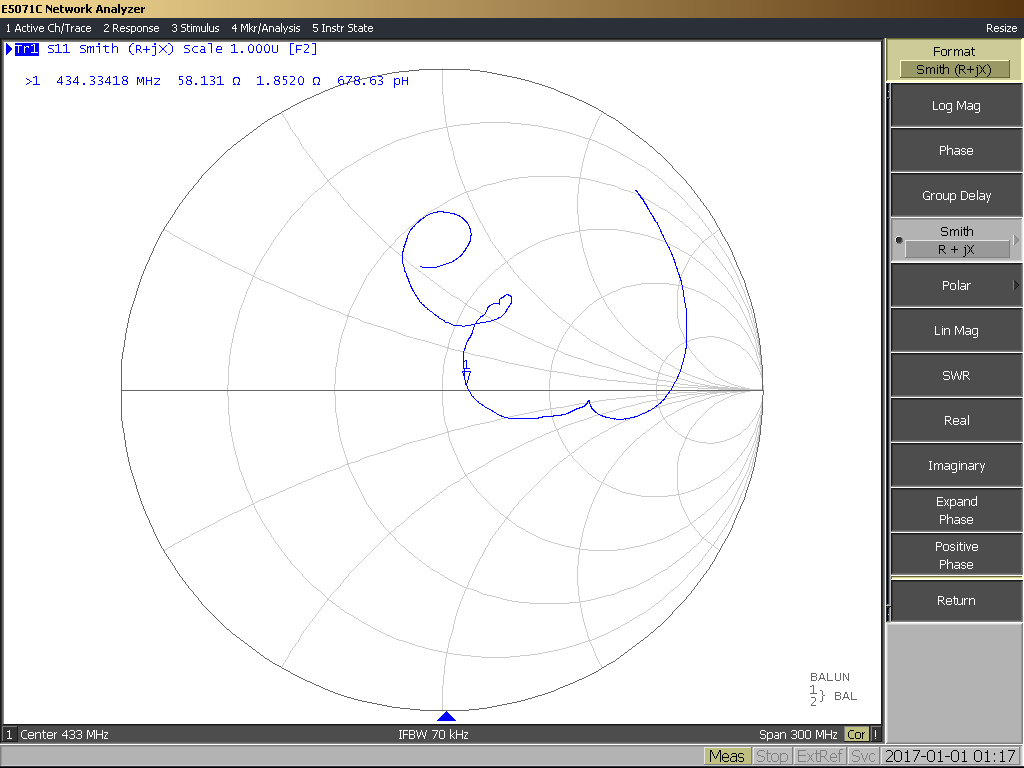 E5071C Network Analyzer
1 Active Ch/Trace 2 Response 3 Stimulus 4 Mkr/Analysis 5 Instr State
Resize
Tr1 S11 Smith (R+jX) Scale 1.000U [F2]
>1 434.33418 MHz 58.131 Ω 1.8520 Ω 678.63 pH
1
Format
Smith (R+jX)
Log Mag
Phase
Group Delay
Smith
R + jX
Polar
Lin Mag
SWR
Real
Imaginary
Expand
Phase
Positive
Phase
Return
BALUN
1
2 } BAL
1 Center 433 MHz
IFBW 70 kHz
Span 300 MHz Cor !
Meas Stop ExtRef Svc 2017-01-01 01:17